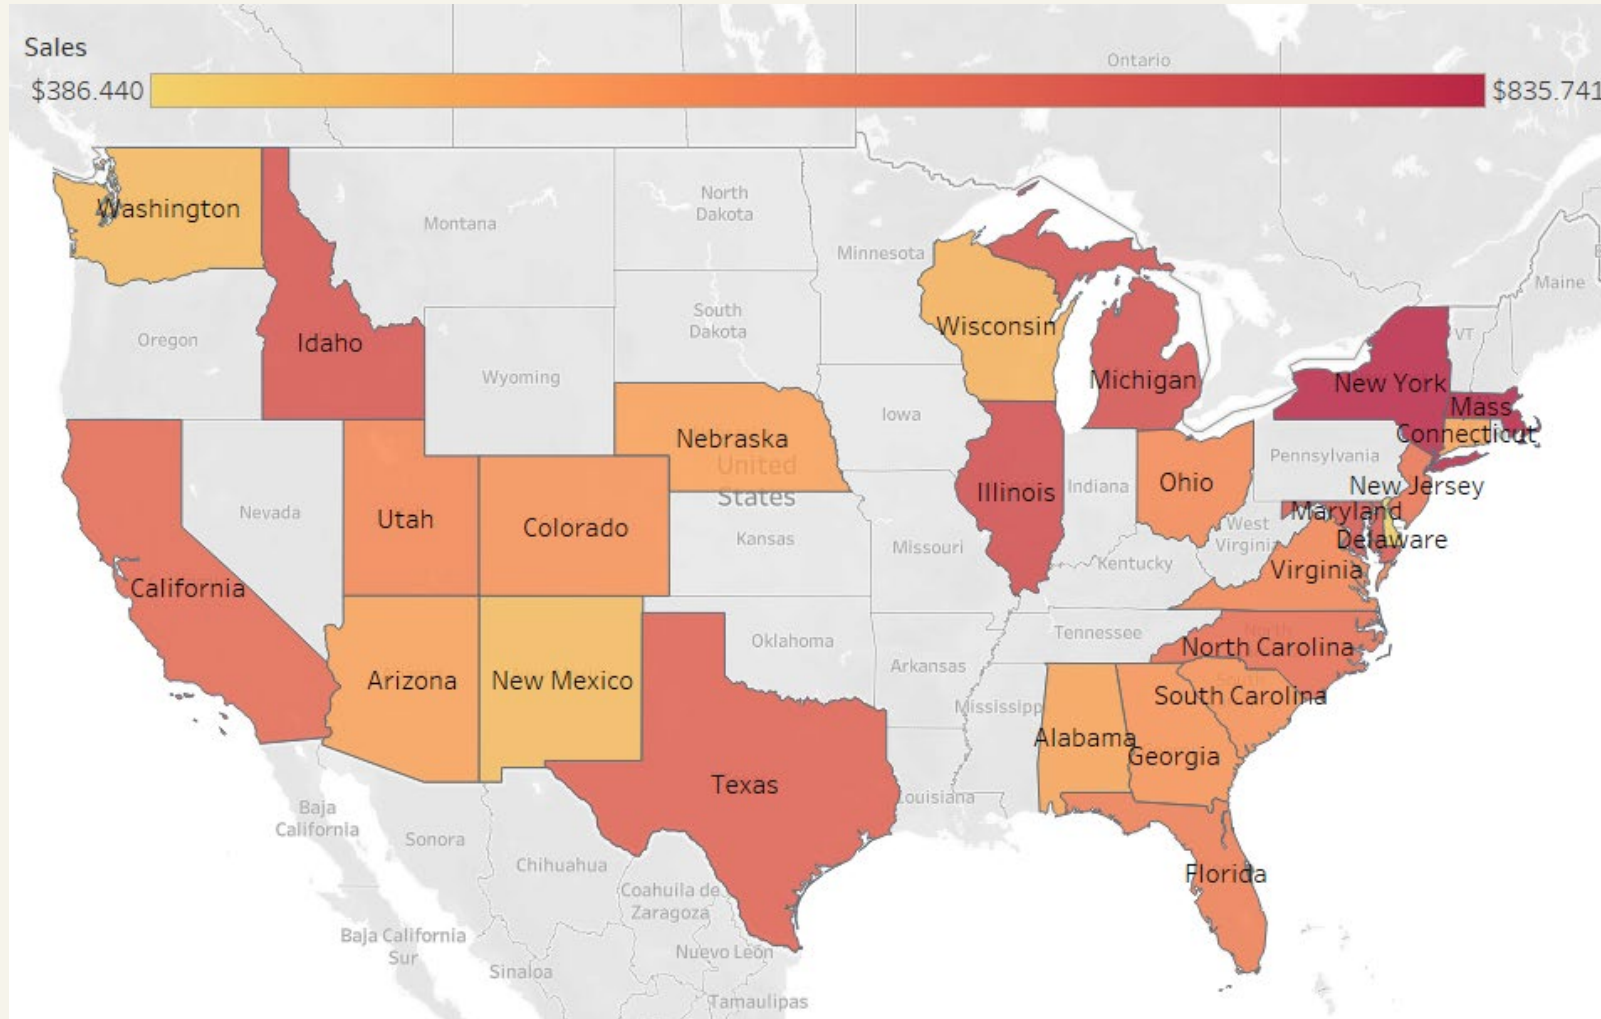 Sales
$386.440
$835.741
Ontario
Washington
North
Dakota
Montana
Minnesota
Maine
South
Dakota
Oregon
Idaho
Wisconsin
VT
Wyoming
Michigan
New York
Iowa
Mass
Nebraska
Connecticut
United
States
Pennsylvania
Illinois
Indiana
Ohio
New Jersey
Nevada
Utah
Colorado
Maryland
Kansas
Missouri
West
Virginia
Delaware
Kentucky
Virginia
California
Tennessee
Oklahoma
North
North Carolina
Arkansas
Arizona
New Mexico
South
South Carolina
Mississipp
Alabama
Georgia
Texas
Louisiana
Baja
California
Sonora
Chihuahua
Florida
Coahuila de
Zaragoza
Baja California
Sur
Nuevo León
Sinaloa
Tamaulipas